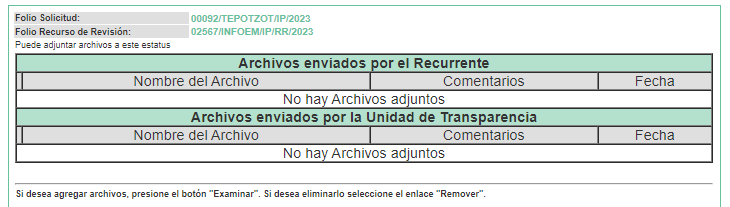 Folio Solicitud: 00092/TEPOTZOT/IP/2023
Folio Recurso de Revisión: 02567/INFOEM/IP/RR/2023
Puede adjuntar archivos a este estatus
Archivos enviados por el Recurrente
Nombre del Archivo Comentarios Fecha
No hay Archivos adjuntos
Archivos enviados por la Unidad de Transparencia
Nombre del Archivo Comentarios Fecha
No hay Archivos adjuntos
Si desea agregar archivos, presione el botón "Examinar". Si desea eliminarlo seleccione el enlace "Remover".